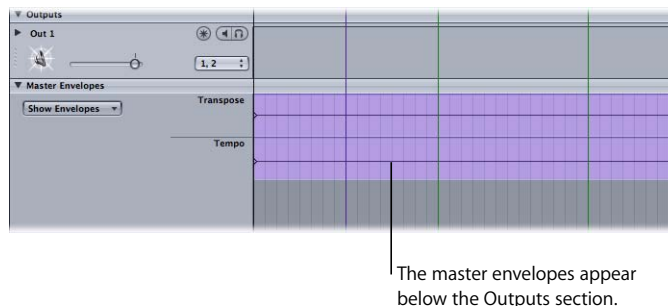 Outputs
Out 1
1, 2
Master Envelopes
Show Envelopes
Transpose
Tempo
The master envelopes appear
below the Outputs section.